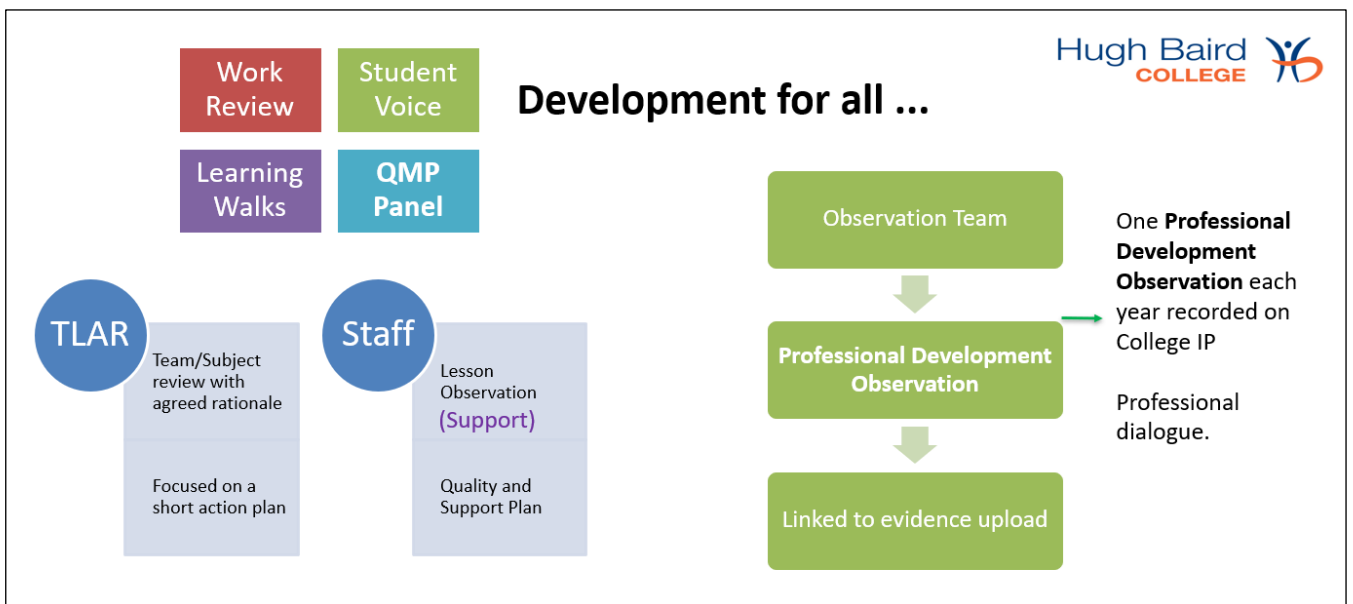 Hugh Baird
COLLEGE
Work
Review
Student
Voice
Development for all ...
Learning
Walks
QMP
Panel
TLAR
Team/Subject
review with
agreed rationale
Focused on a
short action plan
Staff
Lesson
Observation
(Support)
Quality and
Support Plan
Observation Team
Professional Development
Observation
Linked to evidence upload
One Professional
Development
Observation each
year recorded on
College IP
Professional
dialogue.